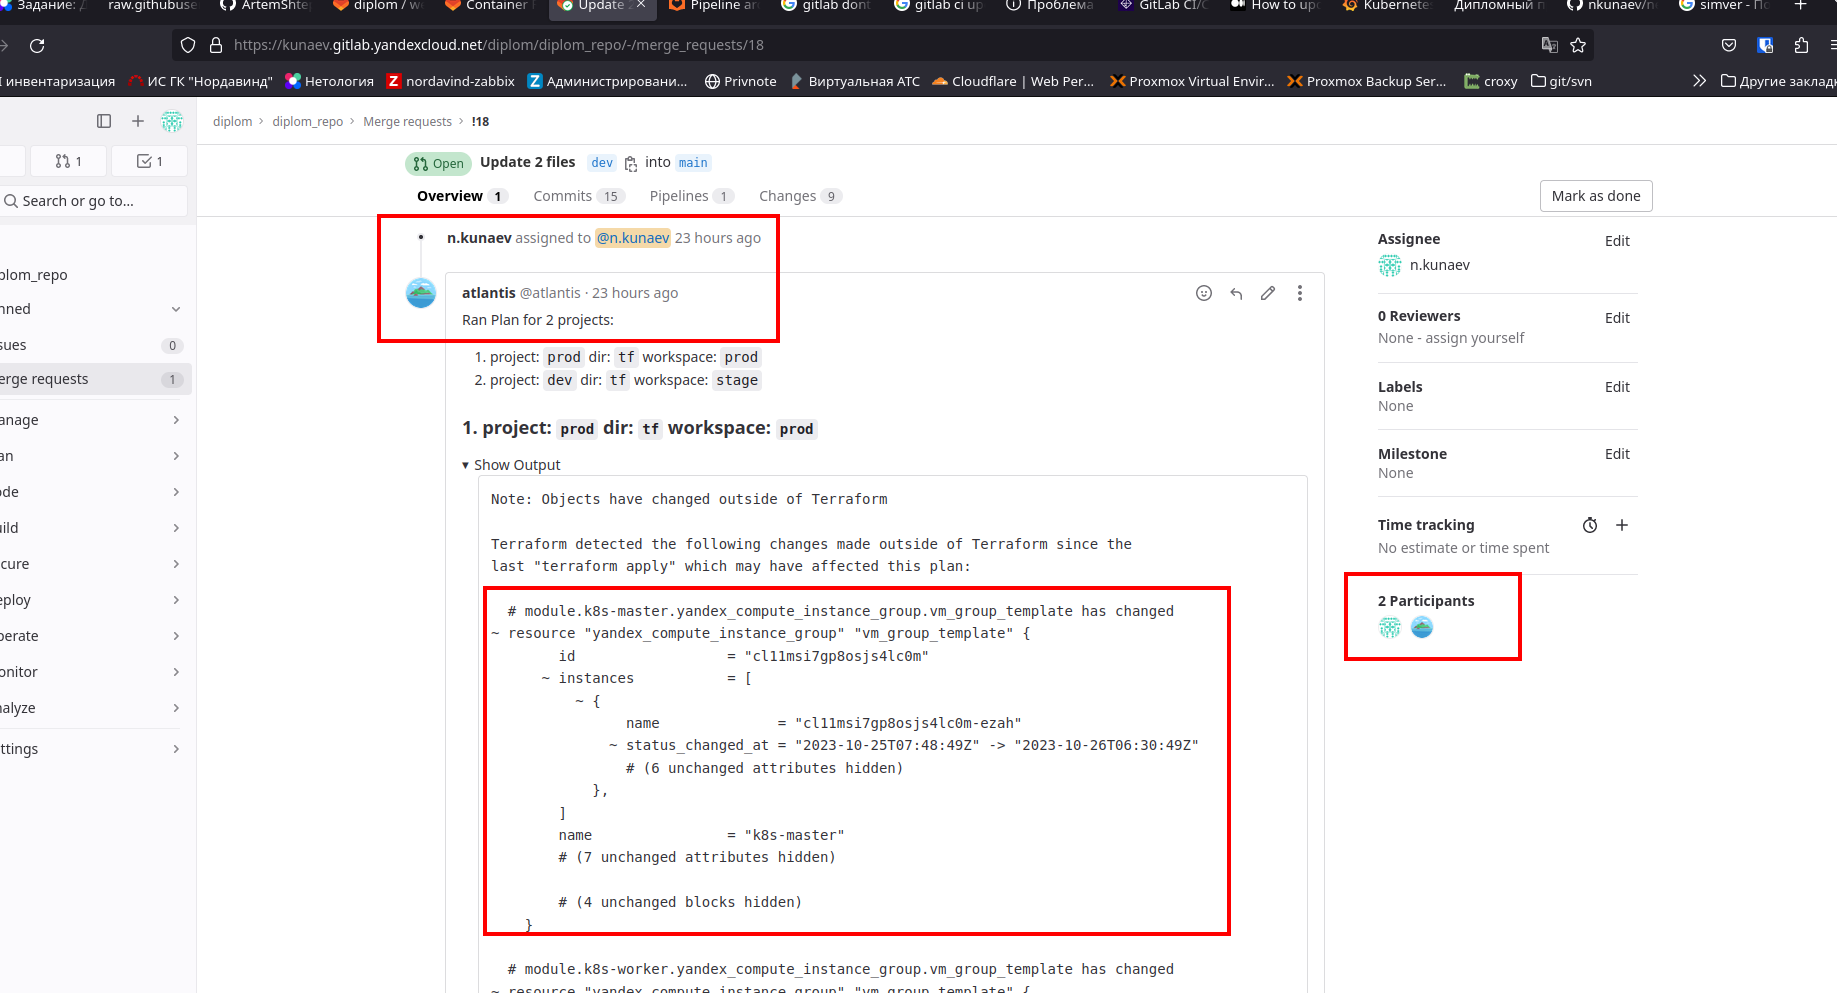 Задание: Д
raw.githubuse
ArtemShte
diplom / w
Container
Update 2
Pipeline ar
gitlab dont
gitlab ci up
Проблема
GitLab CI/C
How to up
Kubernete
Дипломный п
nkunaev/n
simver - По
https://kunaev.gitlab.yandexcloud.net/diplom/diplom_repo/-/merge_requests/18
инвентаризация
ИС ГК "Нордавинд"
Нетология
nordavind-zabbix
Администрировани...
Privnote
Виртуальная АТС
Cloudflare | Web Per...
Proxmox Virtual Envir...
Proxmox Backup Ser...
croxy
git/svn
Другие заклад
diplom › diplom_repo › Merge requests › !18
1
1
Search or go to...
plom_repo
nned
sues 0
erge requests 1
anage
an
ode
uild
cure
eploy
perate
onitor
nalyze
ttings
Open Update 2 files dev into main
Overview 1 Commits 15 Pipelines 1 Changes 9
Mark as done
n.kunaev assigned to @n.kunaev 23 hours ago
atlantis @atlantis · 23 hours ago
Ran Plan for 2 projects:
1. project: prod dir: tf workspace: prod
2. project: dev dir: tf workspace: stage
1. project: prod dir: tf workspace: prod
▾ Show Output
Note: Objects have changed outside of Terraform
Terraform detected the following changes made outside of Terraform since the
last "terraform apply" which may have affected this plan:
# module.k8s-master.yandex_compute_instance_group.vm_group_template has changed
~ resource "yandex_compute_instance_group" "vm_group_template" {
id = "cl11msi7gp8osjs4lc0m"
~ instances = [
~ {
name = "cl11msi7gp8osjs4lc0m-ezah"
~ status_changed_at = "2023-10-25T07:48:49Z" -> "2023-10-26T06:30:49Z"
# (6 unchanged attributes hidden)
},
]
name = "k8s-master"
# (7 unchanged attributes hidden)
# (4 unchanged blocks hidden)
}
# module.k8s-worker.yandex_compute_instance_group.vm_group_template has changed
~ resource "yandex_compute_instance_group" "vm_group_template" {
Assignee Edit
n.kunaev
0 Reviewers Edit
None - assign yourself
Labels Edit
None
Milestone Edit
None
Time tracking
No estimate or time spent
2 Participants